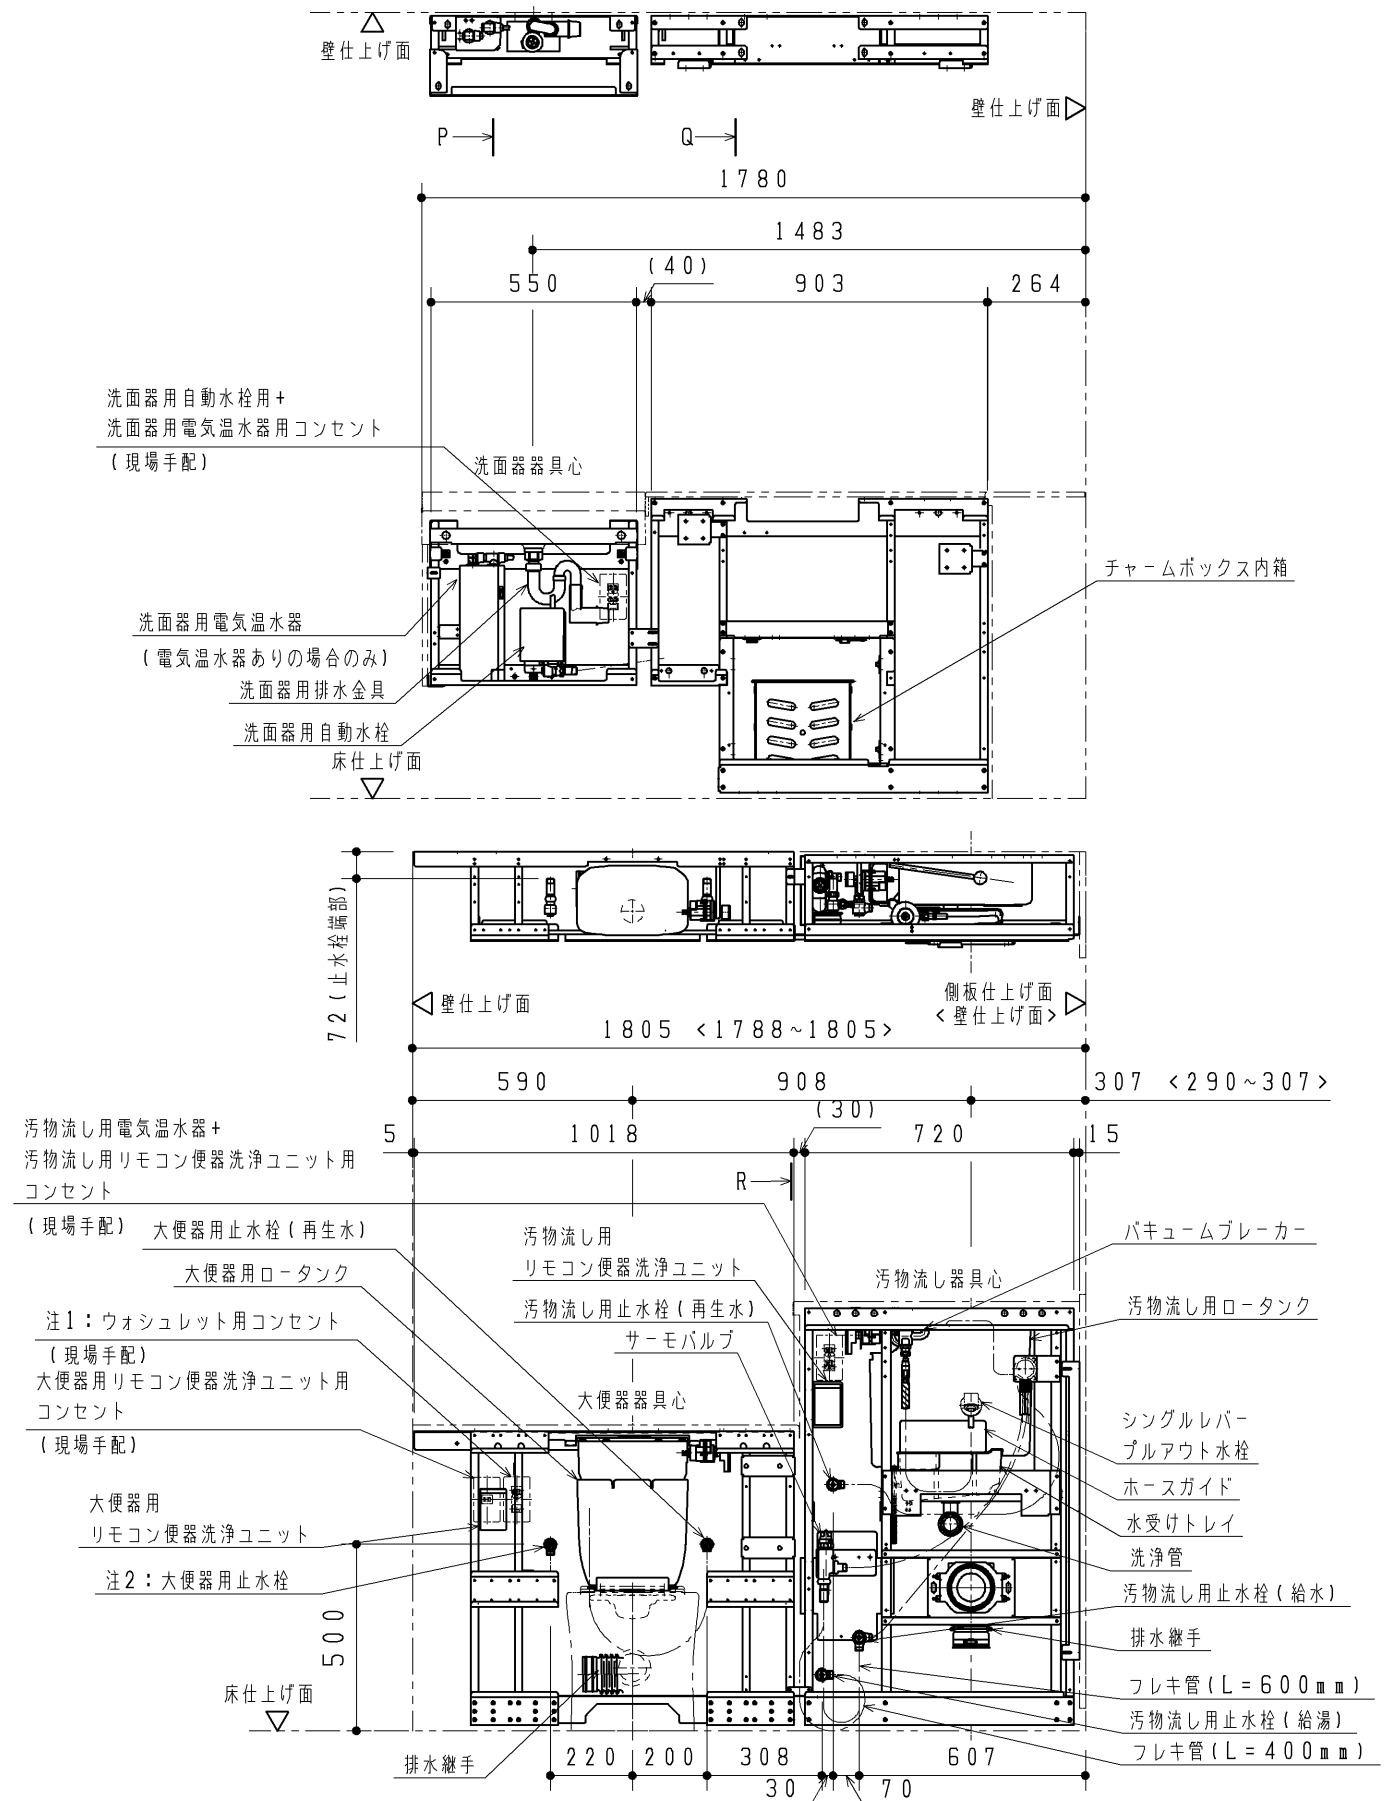 壁仕上げ面
壁仕上げ面
P
Q
1780
1483
(40)
550
903
264
洗面器用自動水栓用+
洗面器用電気温水器用コンセント
(現場手配)
洗面器器具心
チャームボックス内箱
洗面器用電気温水器
(電気温水器ありの場合のみ)
洗面器用排水金具
洗面器用自動水栓
床仕上げ面
72(止水栓端部)
壁仕上げ面
側板仕上げ面
<壁仕上げ面>
1805 <1788~1805>
590
908
307 <290~307>
(30)
5
1018
720
15
R
汚物流し用電気温水器+
汚物流し用リモコン便器洗浄ユニット用
コンセント
(現場手配)
大便器用止水栓(再生水)
汚物流し用
リモコン便器洗浄ユニット
バキュームブレーカー
大便器用ロータンク
汚物流し器具心
注1:ウォシュレット用コンセント
(現場手配)
汚物流し用止水栓(再生水)
汚物流し用ロータンク
サーモバルブ
大便器用リモコン便器洗浄ユニット用
コンセント
(現場手配)
大便器器具心
シングルレバー
プルアウト水栓
ホースガイド
大便器用
リモコン便器洗浄ユニット
水受けトレイ
洗浄管
注2:大便器用止水栓
汚物流し用止水栓(給水)
500
排水継手
床仕上げ面
フレキ管(L=600mm)
汚物流し用止水栓(給湯)
フレキ管(L=400mm)
排水継手
220
200
308
607
30
70